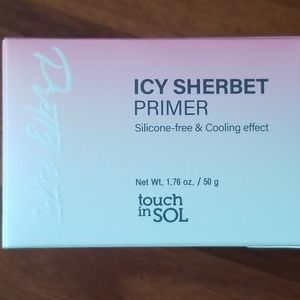 ICY SHERBET
PRIMER
Silicone-free & Cooling effect
Net Wt. 1.76 oz. / 50 g
touch
in SOL